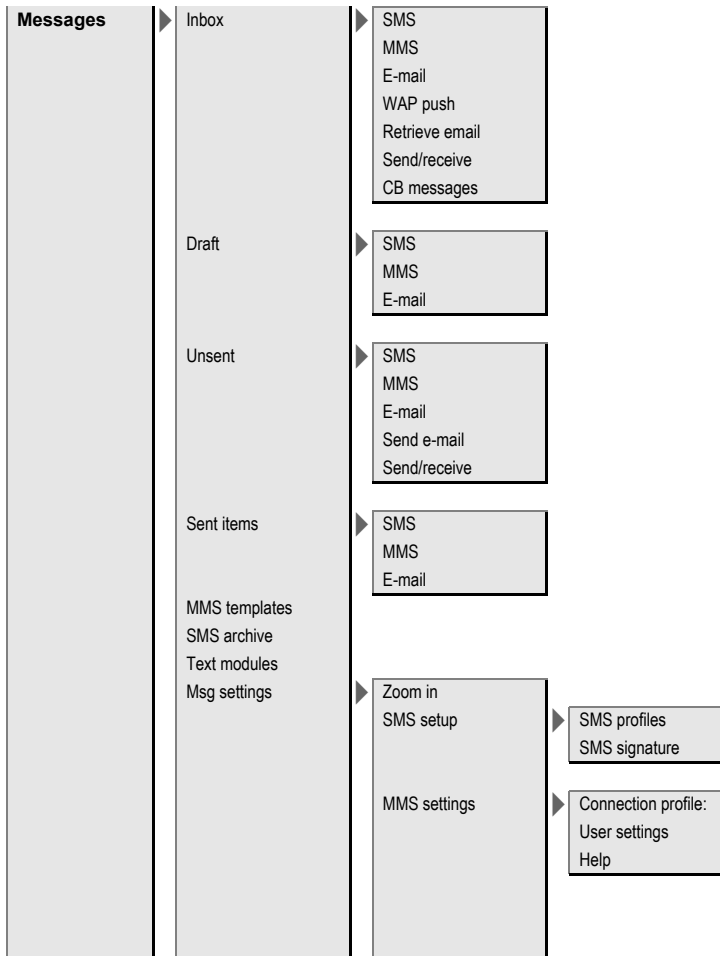 Messages
Inbox
SMS
MMS
E-mail
WAP push
Retrieve email
Send/receive
CB messages
Draft
SMS
MMS
E-mail
Unsent
SMS
MMS
E-mail
Send e-mail
Send/receive
Sent items
SMS
MMS
E-mail
MMS templates
SMS archive
Text modules
Msg settings
Zoom in
SMS setup
SMS profiles
SMS signature
MMS settings
Connection profile:
User settings
Help